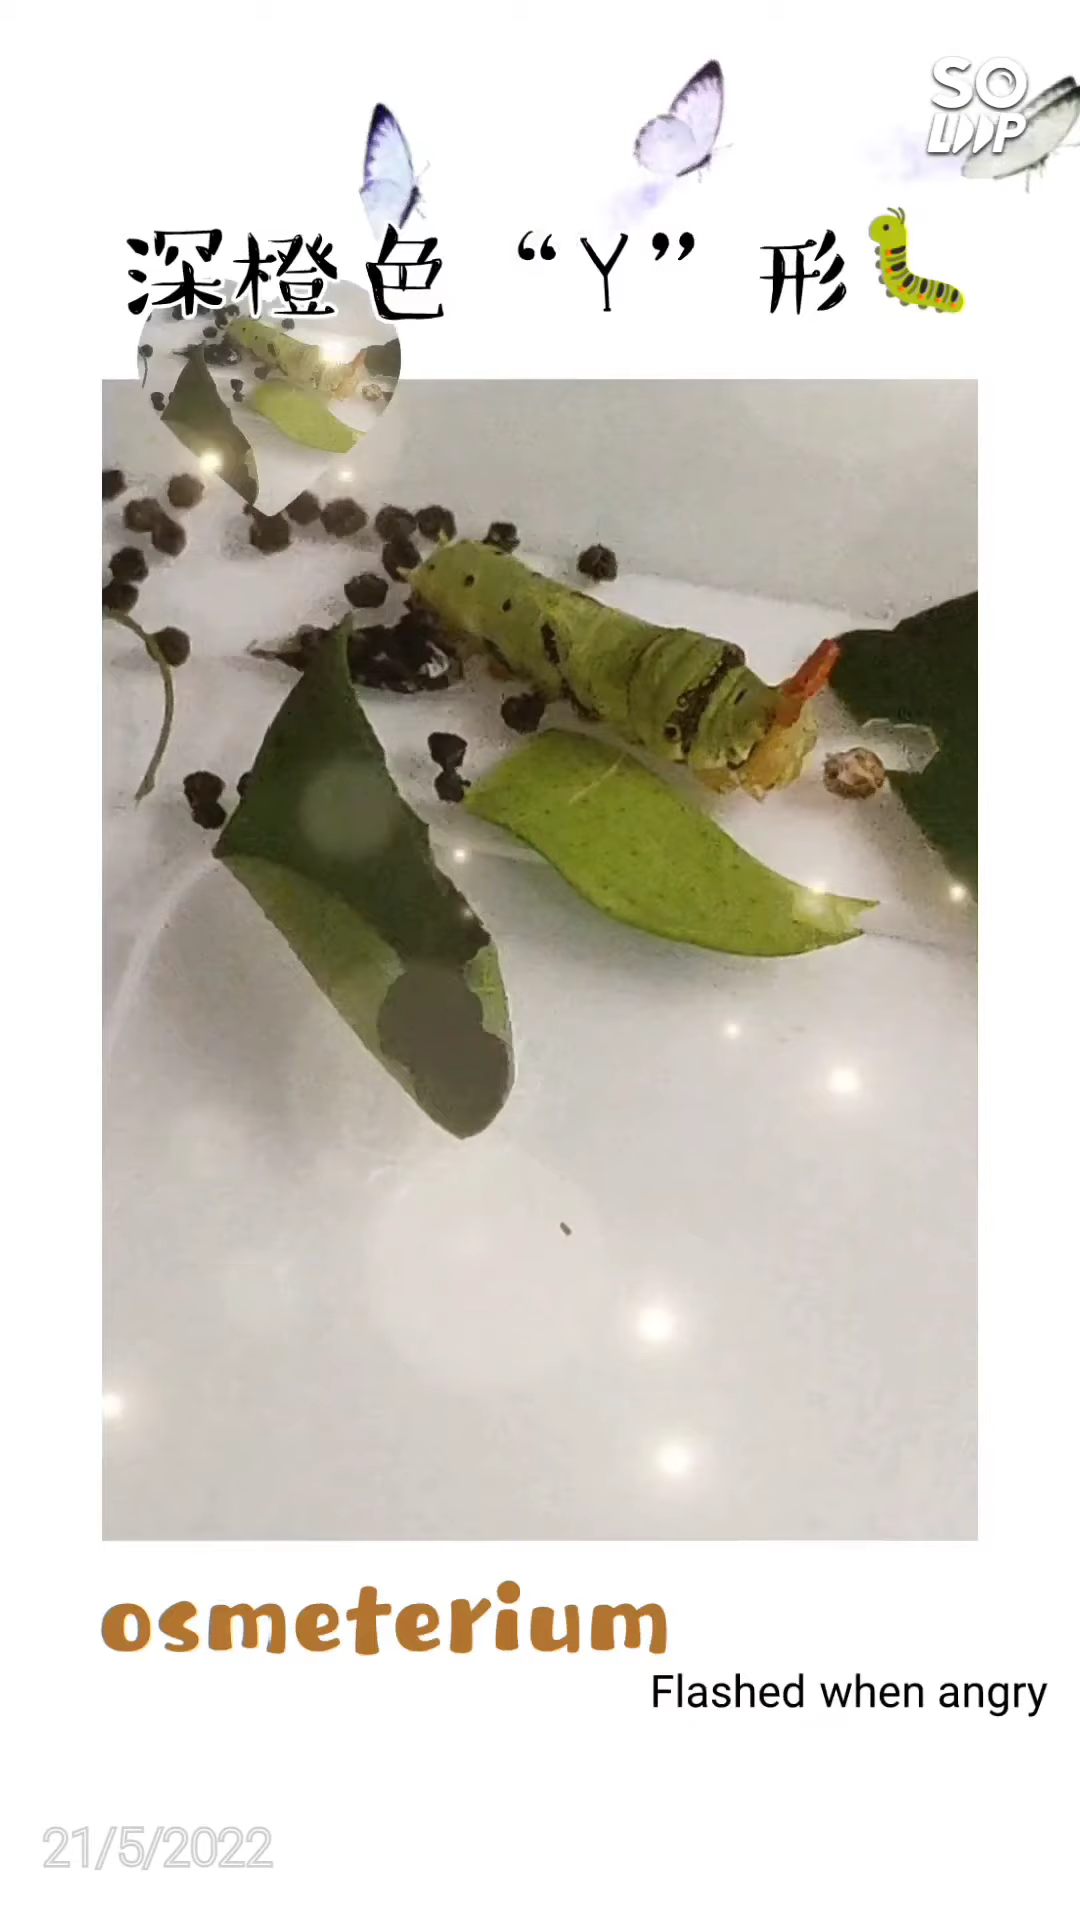 SO
LOOP
深橙色“Y”形
osmeterium
Flashed when angry
21/5/2022